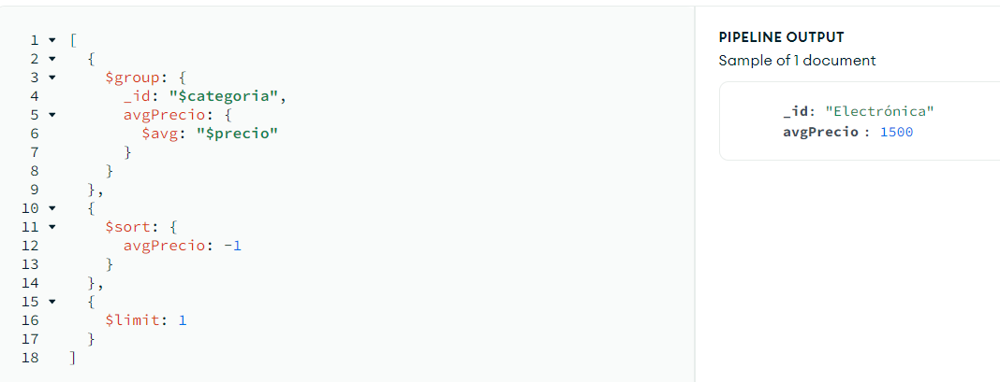 1 [
2 {
3 $group: {
4 _id: "$categoria",
5 avgPrecio: {
6 $avg: "$precio"
7 }
8 }
9 },
10 {
11 $sort: {
12 avgPrecio: -1
13 }
14 },
15 {
16 $limit: 1
17 }
18 ]
PIPELINE OUTPUT
Sample of 1 document
_id: "Electrónica"
avgPrecio : 1500